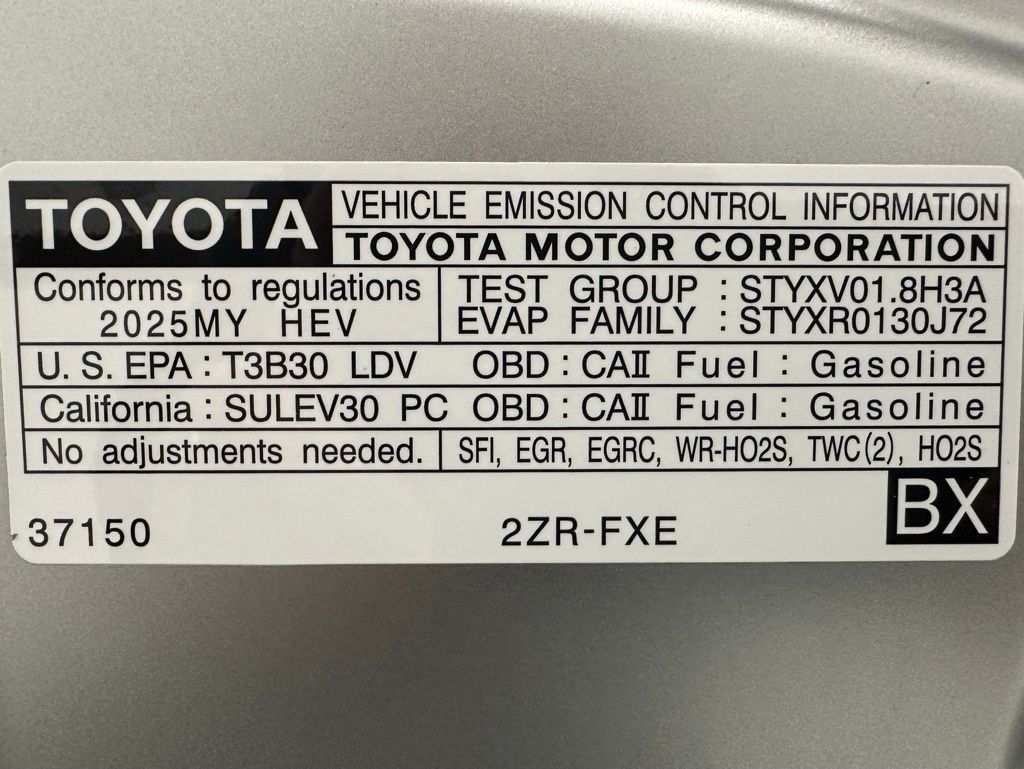 TOYOTA VEHICLE EMISSION CONTROL INFORMATION
TOYOTA MOTOR CORPORATION
Conforms to regulations
2025MY HEV
TEST GROUP : STYXV01.8H3A
EVAP FAMILY : STYXR0130J72
U.S.EPA : T3B30 LDV OBD : CAⅡ Fuel : Gasoline
California : SULEV30 PC OBD : CAⅡ Fuel : Gasoline
No adjustments needed. SFI, EGR, EGRC, WR-HO2S, TWC(2), HO2S
BX
37150 2ZR-FXE